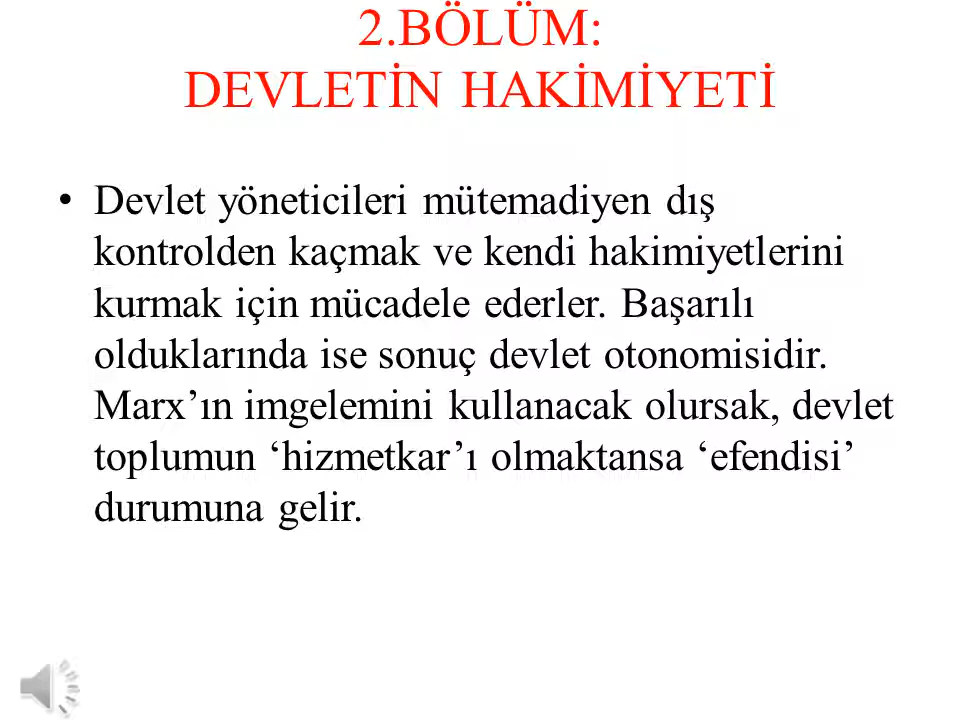 2.BÖLÜM:
DEVLETİN HAKİMİYETİ
• Devlet yöneticileri mütemadiyen dış
kontrolden kaçmak ve kendi hakimiyetlerini
kurmak için mücadele ederler. Başarılı
olduklarında ise sonuç devlet otonomisidir.
Marx’ın imgelemini kullanacak olursak, devlet
toplumun ‘hizmetkar’ı olmaktansa ‘efendisi’
durumuna gelir.